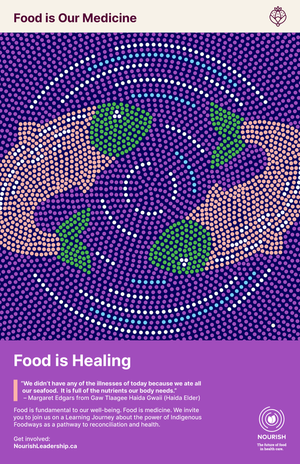 Food is Our Medicine
Food is Healing
"We didn't have any of the illnesses of today because we ate all
our seafood. It is full of the nutrients our body needs."
– Margaret Edgars from Gaw Tlaagee Haida Gwaii (Haida Elder)
Food is fundamental to our well-being. Food is medicine. We invite
you to join us on a Learning Journey about the power of Indigenous
Foodways as a pathway to reconciliation and health.
Get involved:
NourishLeadership.ca
NOURISH
The future of food
in health care.